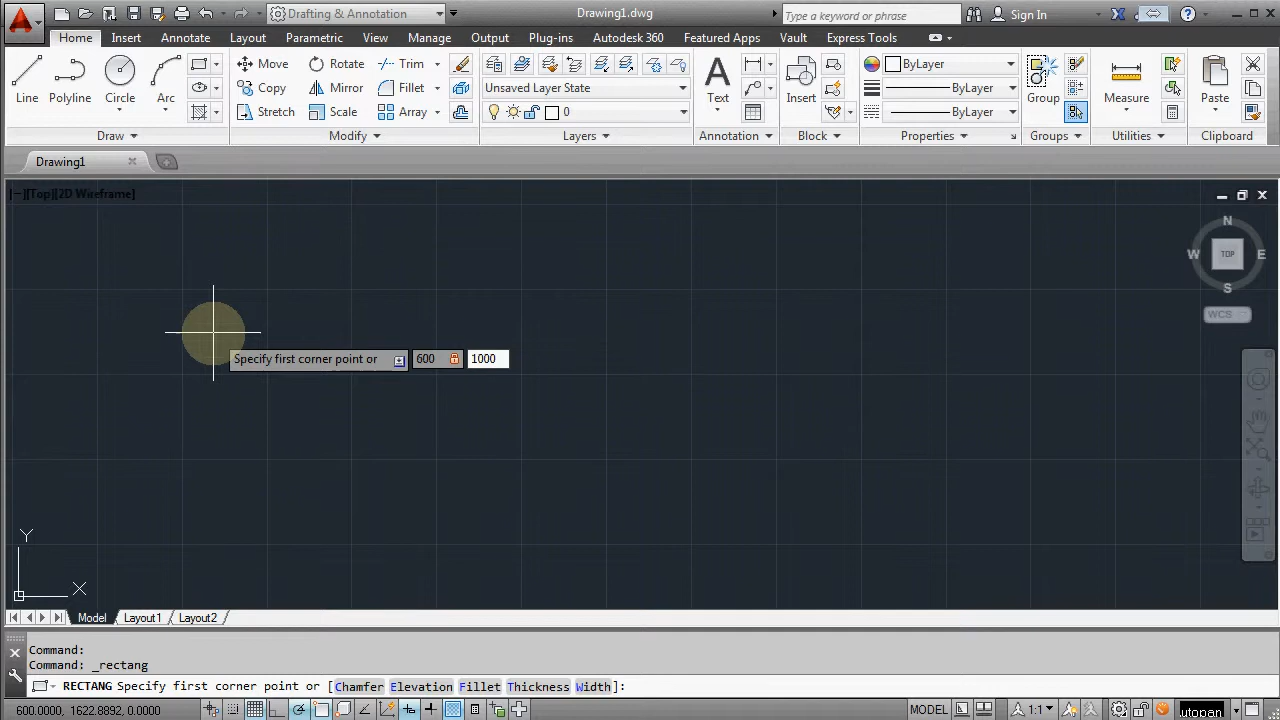 Drafting & Annotation
Drawing1.dwg
Type a keyword or phrase
Sign In
Home Insert Annotate Layout Parametric View Manage Output Plug-ins Autodesk 360 Featured Apps Vault Express Tools
Line Polyline Circle Arc
Move Rotate Trim
Copy Mirror Fillet
Stretch Scale Array
Unsaved Layer State
0
Text
Insert
ByLayer
ByLayer
ByLayer
Group
Measure
Paste
Draw Modify Layers Annotation Block Properties Groups Utilities Clipboard
Drawing1
[−][Top][2D Wireframe]
N
W TOP E
S
WCS
Specify first corner point or 600 1000
Y
X
Model Layout1 Layout2
Command:
Command: _rectang
RECTANG Specify first corner point or [Chamfer Elevation Fillet Thickness Width]:
600.0000, 1622.8892, 0.0000
MODEL
1:1
utopan